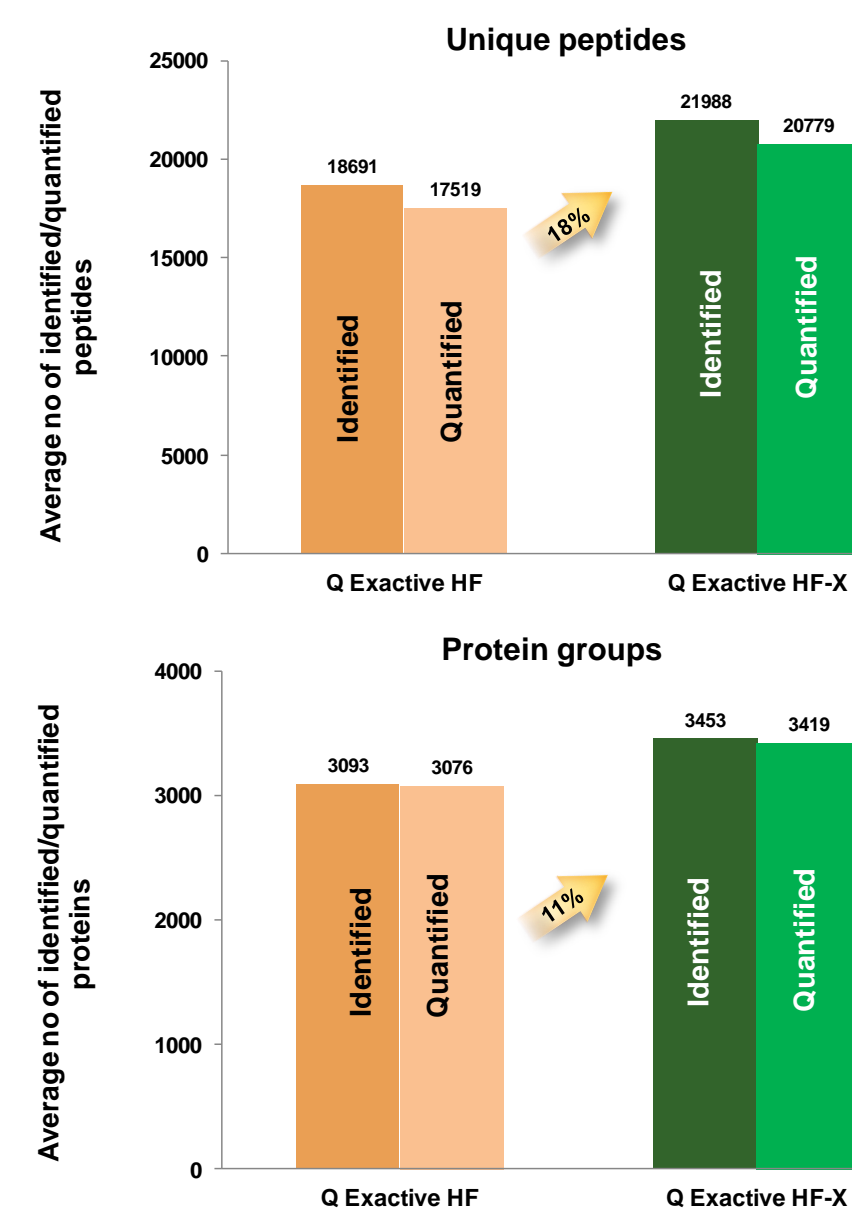 Unique peptides
Average no of identified/quantified
peptides
25000
20000
15000
10000
5000
0
18691
17519
21988
20779
18%
Identified
Quantified
Identified
Quantified
Q Exactive HF
Q Exactive HF-X
Protein groups
Average no of identified/quantified
proteins
4000
3000
2000
1000
0
3093
3076
3453
3419
11%
Identified
Quantified
Identified
Quantified
Q Exactive HF
Q Exactive HF-X